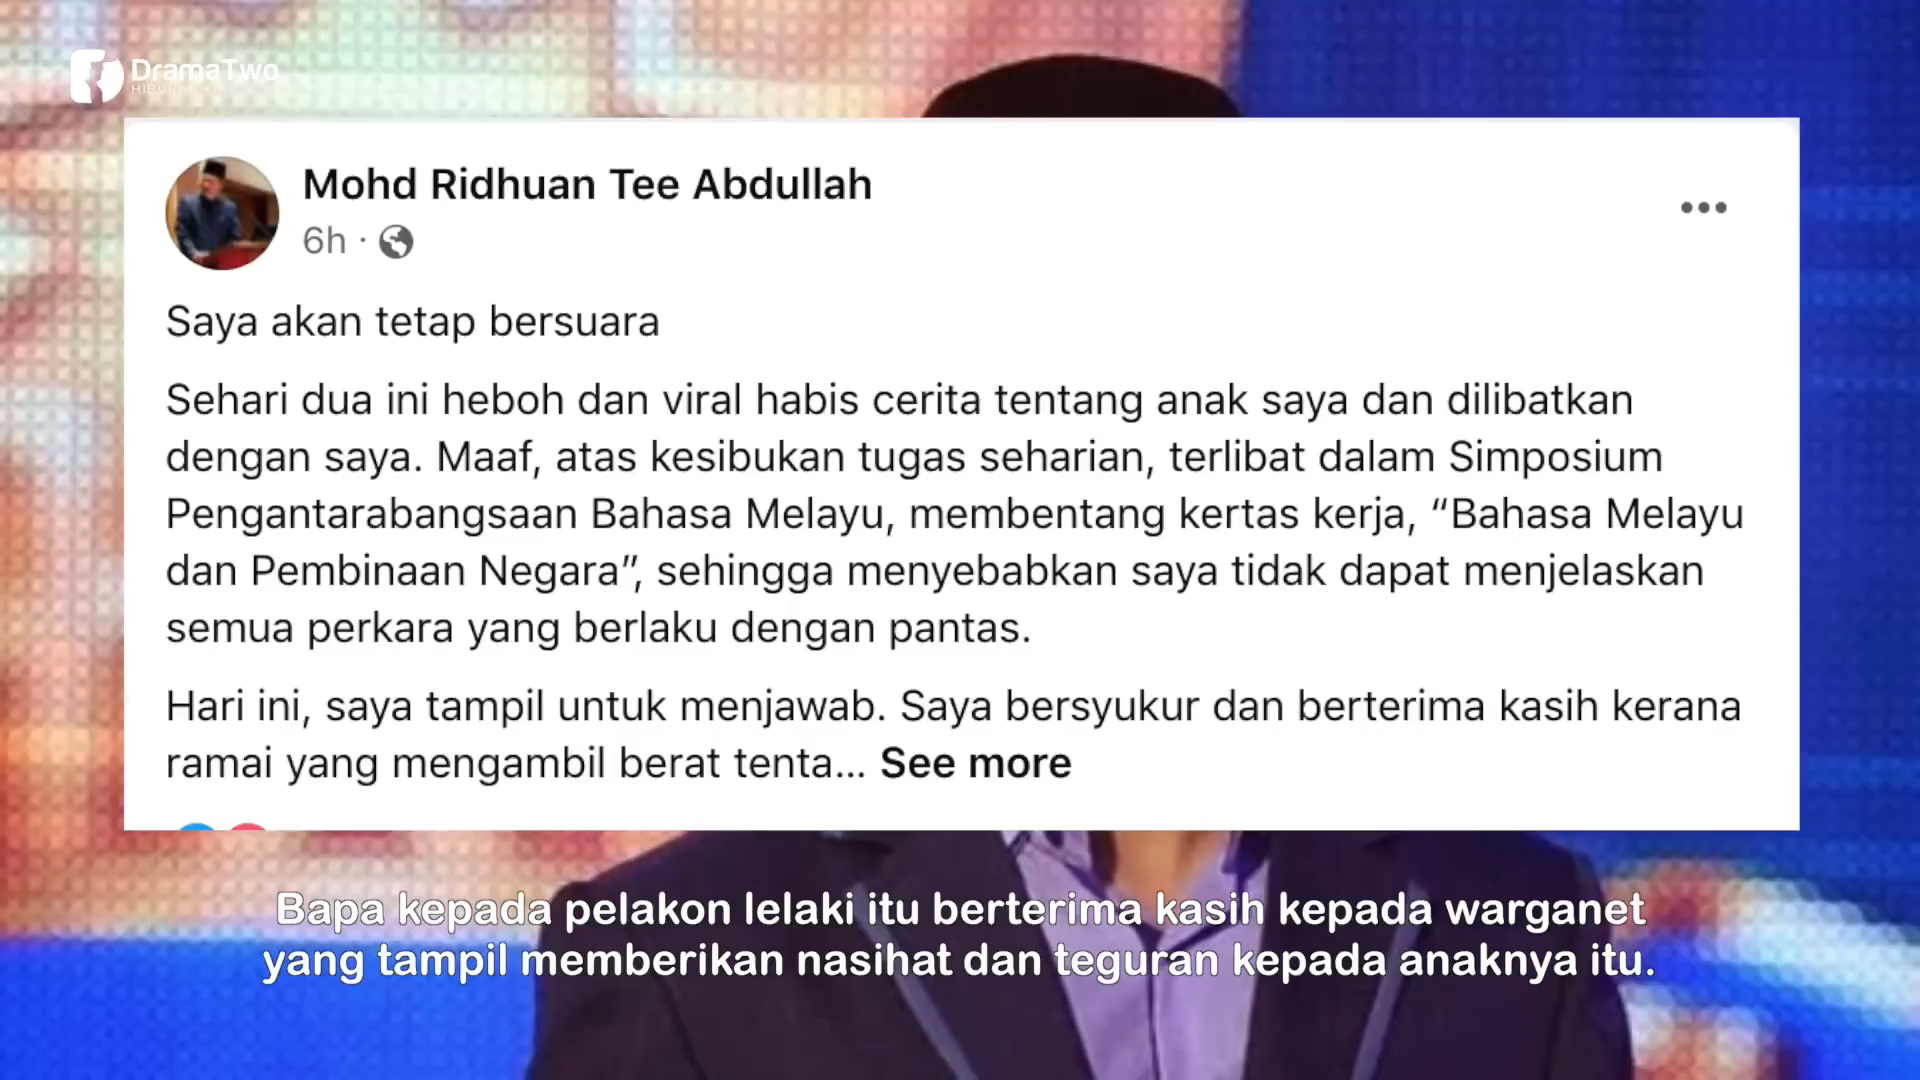 DramaTwo
Mohd Ridhuan Tee Abdullah
6h ·
Saya akan tetap bersuara
Sehari dua ini heboh dan viral habis cerita tentang anak saya dan dilibatkan
dengan saya. Maaf, atas kesibukan tugas seharian, terlibat dalam Simposium
Pengantarabangsaan Bahasa Melayu, membentang kertas kerja, “Bahasa Melayu
dan Pembinaan Negara”, sehingga menyebabkan saya tidak dapat menjelaskan
semua perkara yang berlaku dengan pantas.
Hari ini, saya tampil untuk menjawab. Saya bersyukur dan berterima kasih kerana
ramai yang mengambil berat tenta... See more
Bapa kepada pelakon lelaki itu berterima kasih kepada warganet
yang tampil memberikan nasihat dan teguran kepada anaknya itu.